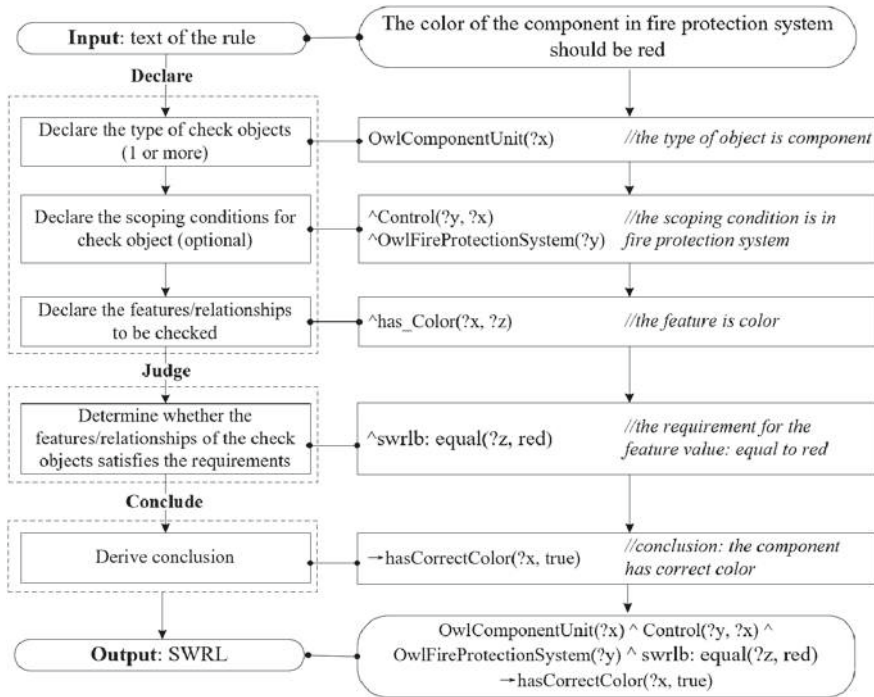 Input: text of the rule
The color of the component in fire protection system
should be red
Declare
Declare the type of check objects
(1 or more)
OwlComponentUnit(?x)
//the type of object is component
Declare the scoping conditions for
check object (optional)
^Control(?y, ?x)
^OwlFireProtectionSystem(?y)
//the scoping condition is in
fire protection system
Declare the features/relationships
to be checked
^has_Color(?x, ?z)
//the feature is color
Judge
Determine whether the
features/relationships of the check
objects satisfies the requirements
^swrlb: equal(?z, red)
//the requirement for the
feature value: equal to red
Conclude
Derive conclusion
→hasCorrectColor(?x, true)
//conclusion: the component
has correct color
Output: SWRL
OwlComponentUnit(?x) ^ Control(?y, ?x) ^
OwlFireProtectionSystem(?y) ^ swrlb: equal(?z, red)
→hasCorrectColor(?x, true)